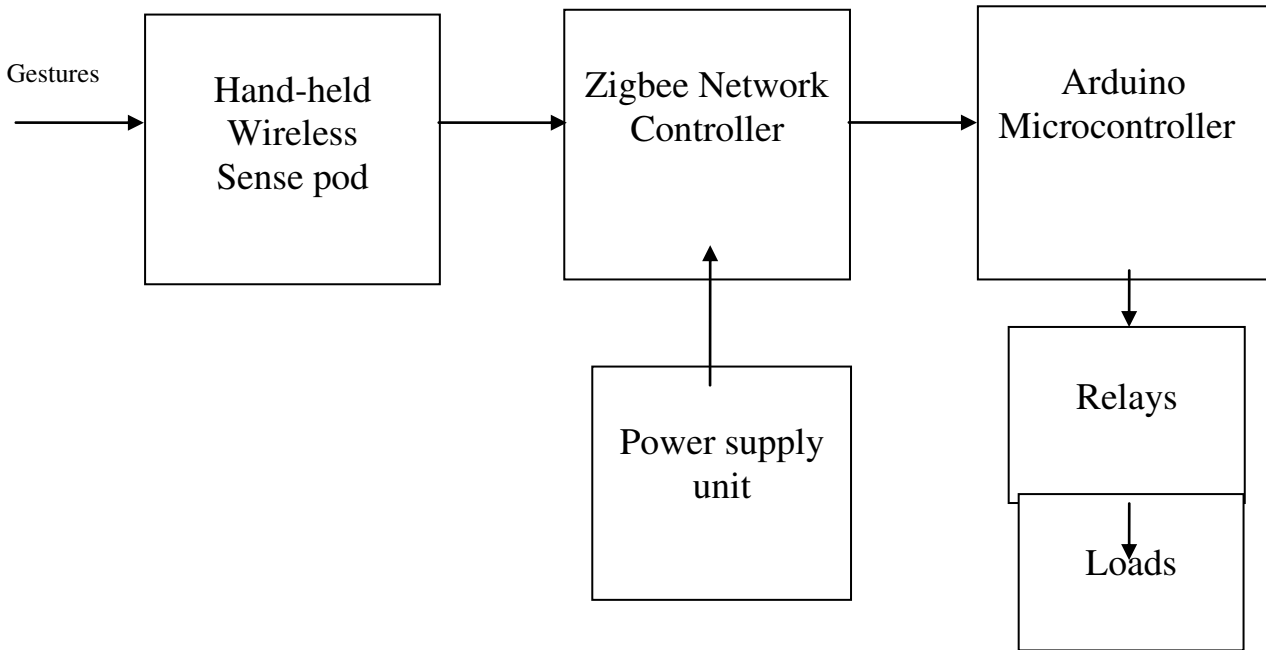 Gestures
Hand-held
Wireless
Sense pod
Zigbee Network
Controller
Arduino
Microcontroller
Power supply
unit
Relays
Loads